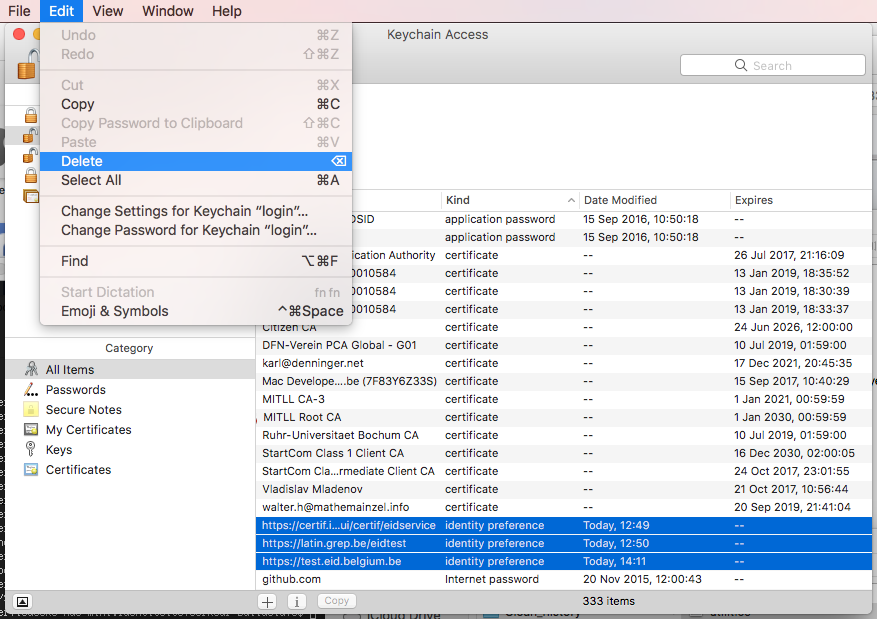 File Edit View Window Help
Keychain Access
Search
Undo ⌘Z
Redo ⇧⌘Z
Cut ⌘X
Copy ⌘C
Copy Password to Clipboard ⇧⌘C
Paste ⌘V
Delete ⌫
Select All ⌘A
Change Settings for Keychain “login”...
Change Password for Keychain “login”...
Find ⌥⌘F
Start Dictation fn fn
Emoji & Symbols ^⌘Space
Kind Date Modified Expires
DSID application password 15 Sep 2016, 10:50:18 --
application password 15 Sep 2016, 10:50:18 --
ication Authority certificate -- 26 Jul 2017, 21:16:09
0010584 certificate -- 13 Jan 2019, 18:35:52
0010584 certificate -- 13 Jan 2019, 18:30:39
0010584 certificate -- 13 Jan 2019, 18:33:37
Citizen CA certificate -- 24 Jun 2026, 12:00:00
DFN-Verein PCA Global - G01 certificate -- 10 Jul 2019, 01:59:00
karl@denninger.net certificate -- 17 Dec 2021, 20:45:35
Mac Develope....be (7F83Y6Z33S) certificate -- 15 Sep 2017, 10:40:29
MITLL CA-3 certificate -- 1 Jan 2021, 00:59:59
MITLL Root CA certificate -- 1 Jan 2030, 00:59:59
Ruhr-Universitaet Bochum CA certificate -- 10 Jul 2019, 01:59:00
StartCom Class 1 Client CA certificate -- 16 Dec 2030, 02:00:05
StartCom Cla...rmediate Client CA certificate -- 24 Oct 2017, 23:01:55
Vladislav Mladenov certificate -- 21 Oct 2017, 10:56:44
walter.h@mathemainzel.info certificate -- 20 Sep 2019, 21:41:04
https://certif.i...ui/certif/eidservice identity preference Today, 12:49 --
https://latin.grep.be/eidtest identity preference Today, 12:50 --
https://test.eid.belgium.be identity preference Today, 14:11 --
github.com Internet password 20 Nov 2015, 12:00:43 --
Category
All Items
Passwords
Secure Notes
My Certificates
Keys
Certificates
Copy
333 items